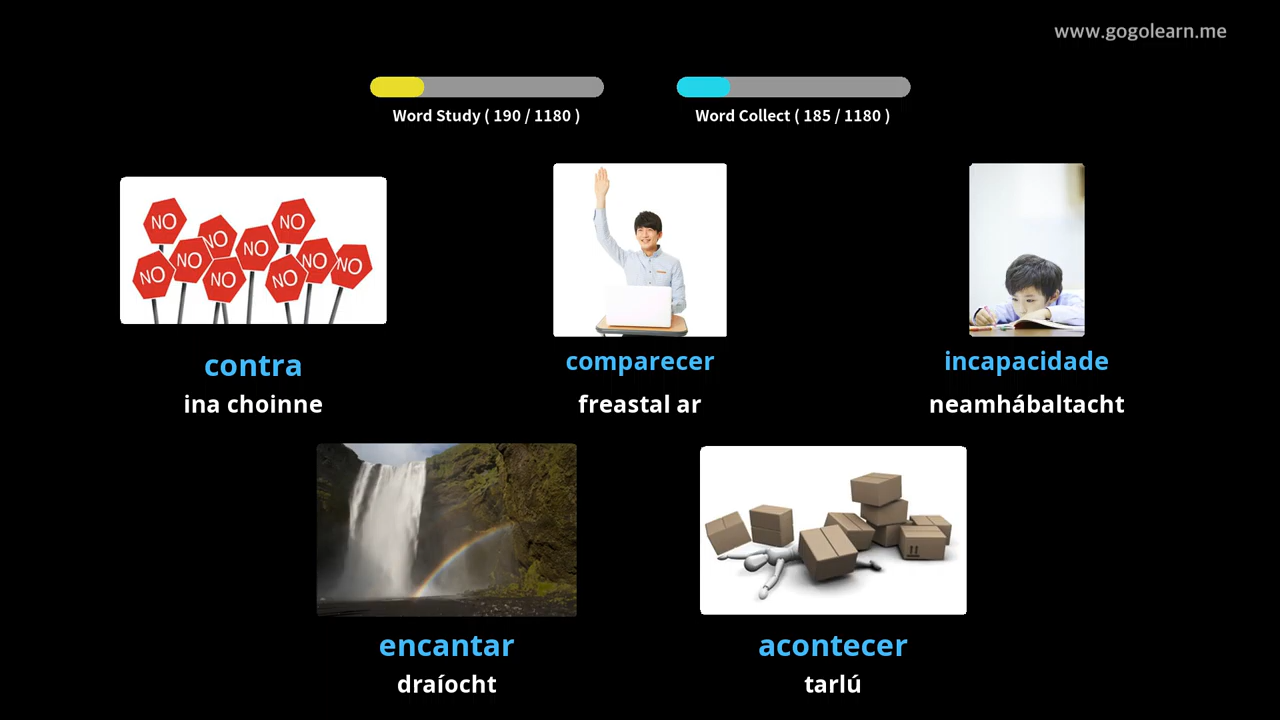 www.gogolearn.me
Word Study ( 190 / 1180 )
Word Collect ( 185 / 1180 )
NO
NO
NO
NO
NO
NO
NO
NO
NO
contra
ina choinne
comparecer
freastal ar
incapacidade
neamhábaltacht
encantar
draíocht
acontecer
tarlú